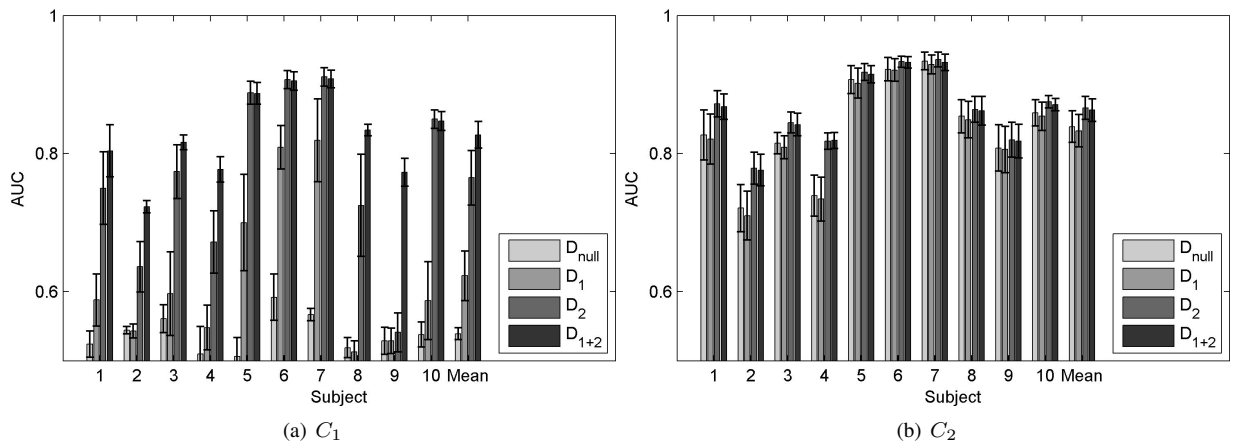 1
0.8
0.6
AUC
1 2 3 4 5 6 7 8 9 10 Mean
Subject
D_null
D_1
D_2
D_1+2
(a) C_1
1
0.8
0.6
AUC
1 2 3 4 5 6 7 8 9 10 Mean
Subject
D_null
D_1
D_2
D_1+2
(b) C_2